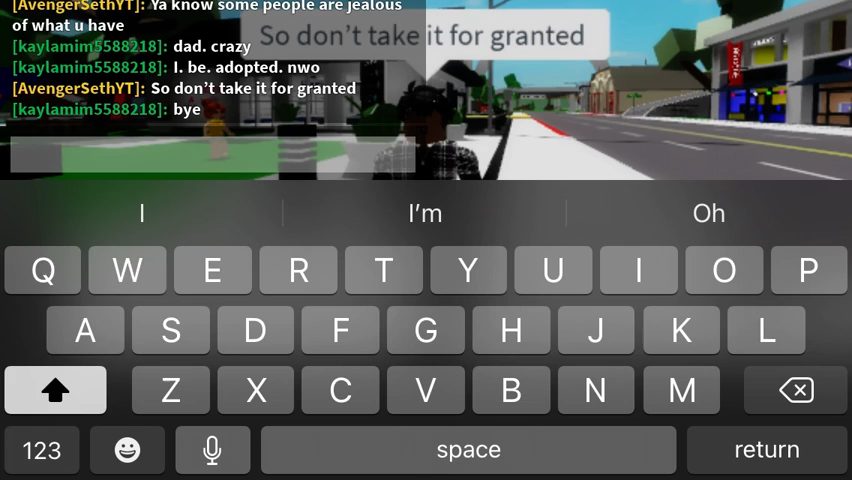 [AvengerSethYT]: Ya know some people are jealous
of what u have
[kaylamim5588218]: dad. crazy
[kaylamim5588218]: I. be. adopted. nwo
[AvengerSethYT]: So don’t take it for granted
[kaylamim5588218]: bye
So don’t take it for granted
I I’m Oh
Q W E R T Y U I O P
A S D F G H J K L
Z X C V B N M
123 space return